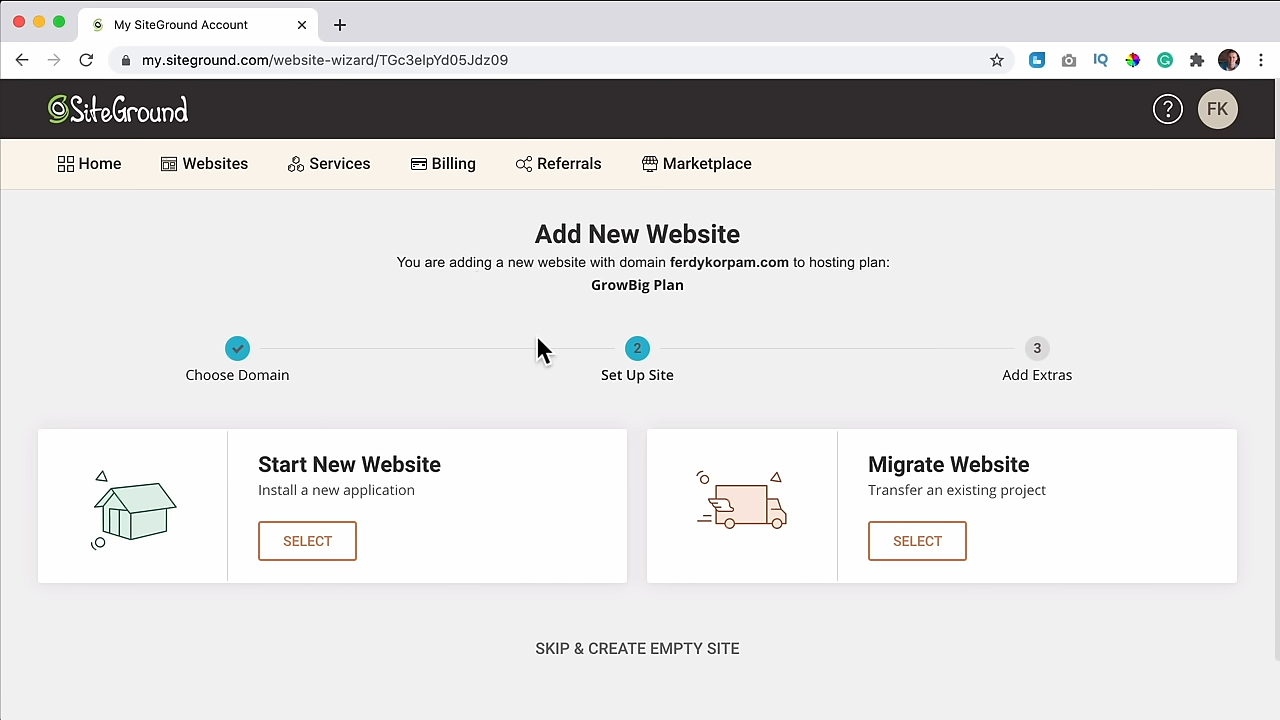 My SiteGround Account
my.siteground.com/website-wizard/TGc3eIpYd05Jdz09
IQ
SiteGround
?
FK
Home
Websites
Services
Billing
Referrals
Marketplace
Add New Website
You are adding a new website with domain ferdykorpam.com to hosting plan:
GrowBig Plan
2
3
Choose Domain
Set Up Site
Add Extras
Start New Website
Install a new application
SELECT
Migrate Website
Transfer an existing project
SELECT
SKIP & CREATE EMPTY SITE